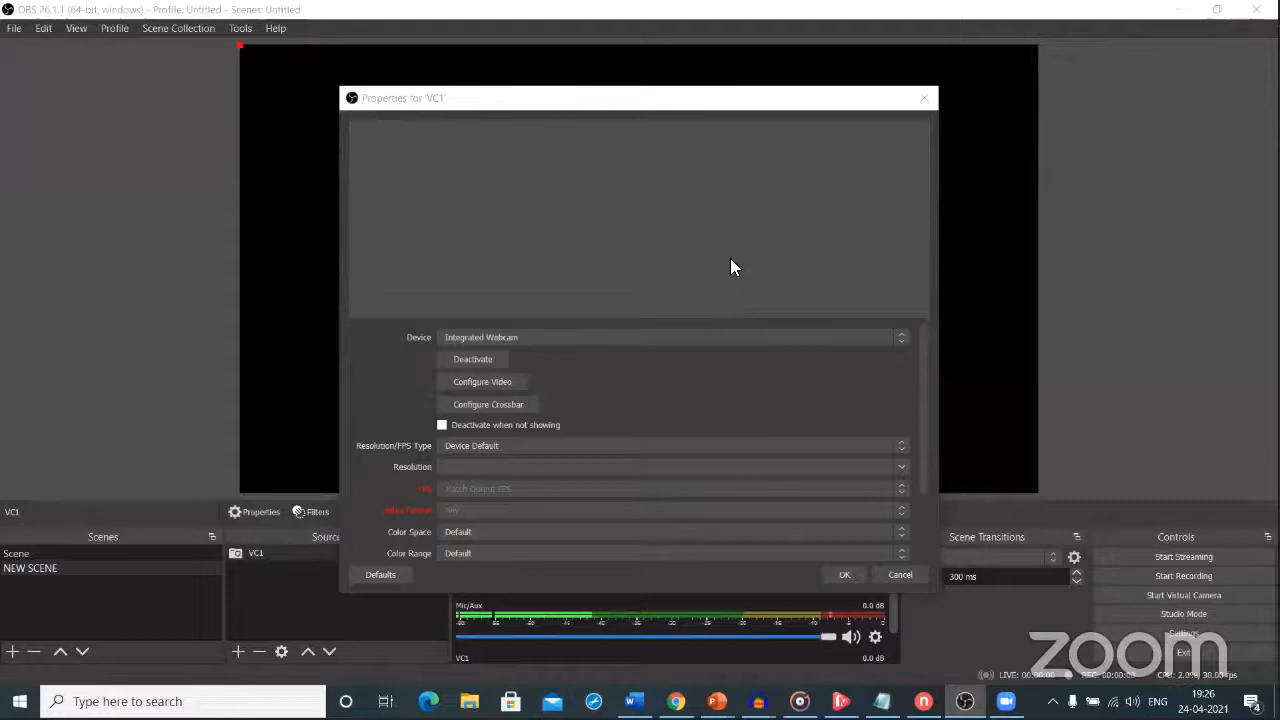 OBS 26.1.1 (64-bit, windows) - Profile: Untitled - Scenes: Untitled
File Edit View Profile Scene Collection Tools Help
Properties for 'VC1'
Device Integrated Webcam
Deactivate
Configure Video
Configure Crossbar
Deactivate when not showing
Resolution/FPS Type Device Default
Resolution
FPS Match Output FPS
Video Format Any
Color Space Default
Color Range Default
Defaults OK Cancel
VC1 Properties Filters
Scenes
Scene
NEW SCENE
Sourc
VC1
Mic/Aux 0.0 dB
VC1 0.0 dB
Scene Transitions
300 ms
Controls
Start Streaming
Start Recording
Start Virtual Camera
Studio Mode
Settings
Exit
zoom
LIVE: 00:00:00 REC: 00:00:00 CPU: 2.0%, 30.00 fps
Type here to search
ENG
19:26
24-04-2021
4